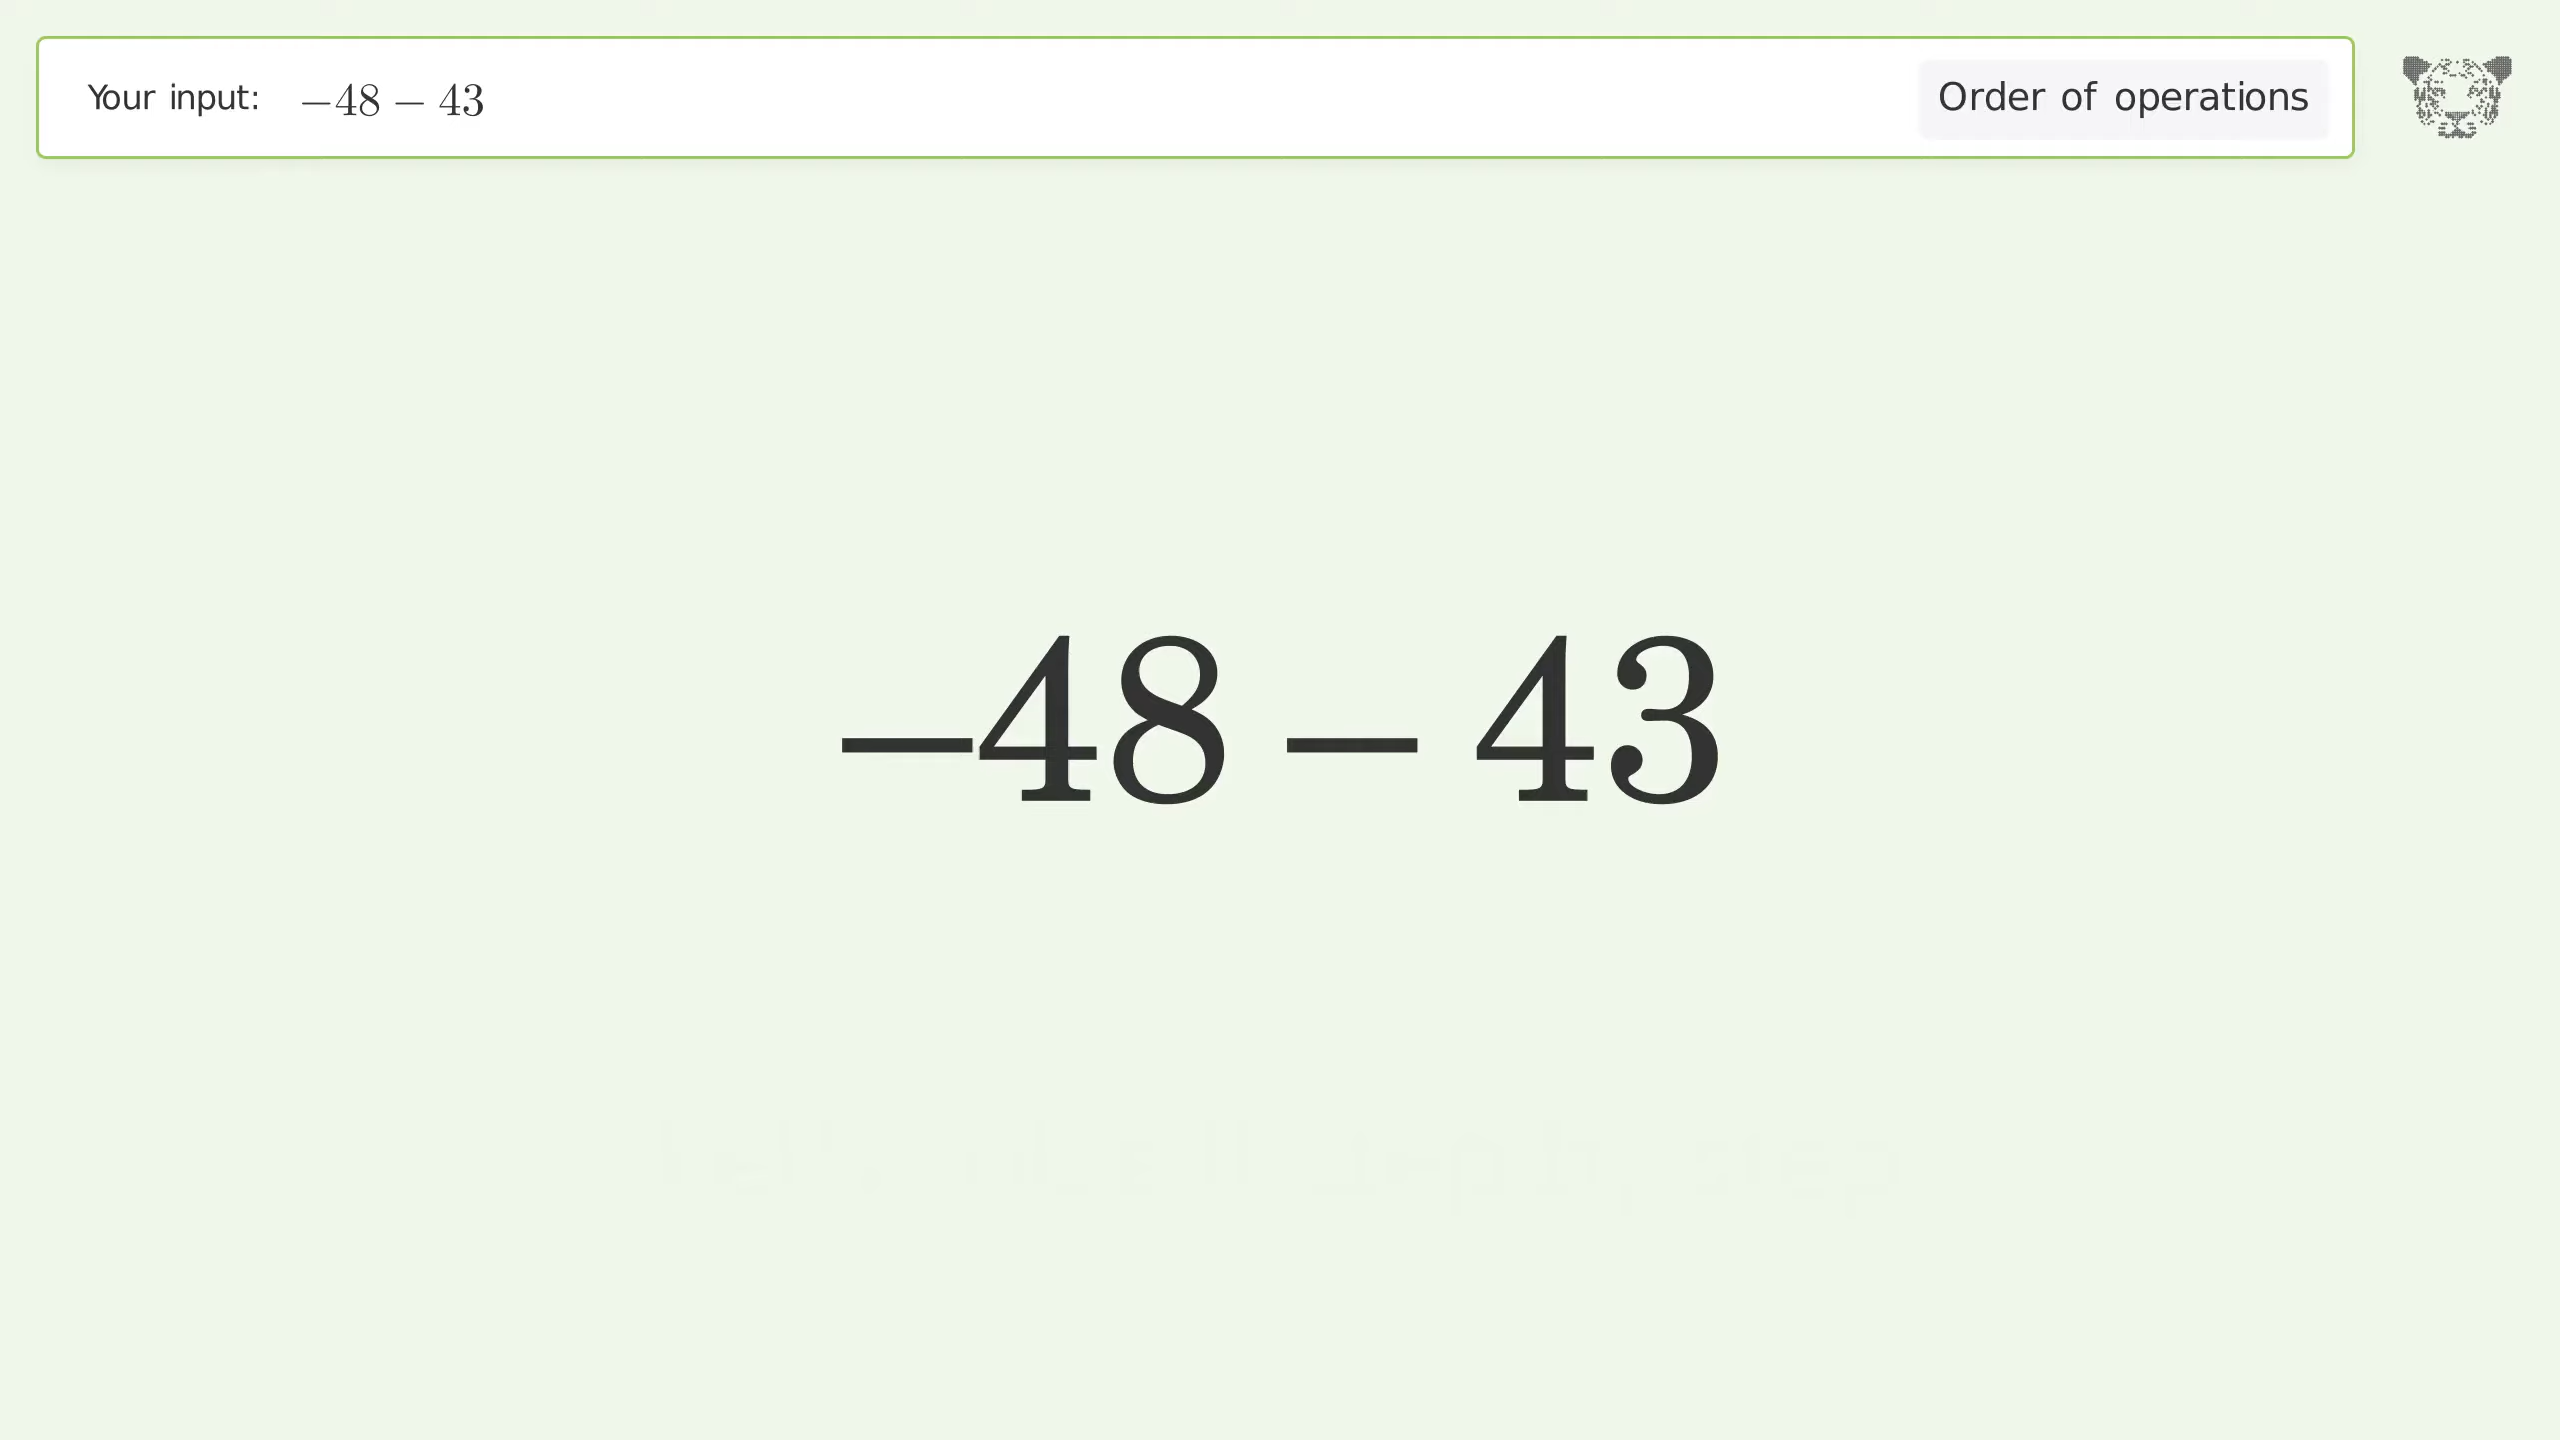 Your input: −48 − 43
Order of operations
−48 − 43